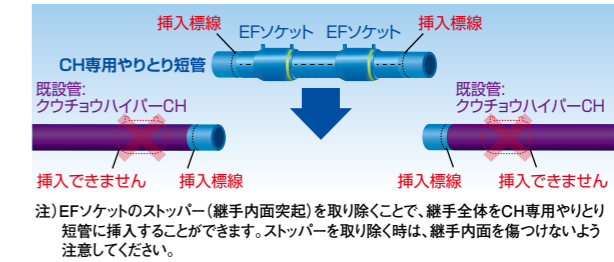 挿入標線
EFソケット
EFソケット
挿入標線
CH専用やりとり短管
既設管:
クウチョウハイパーCH
既設管:
クウチョウハイパーCH
挿入できません
挿入標線
挿入標線
挿入できません
注)EFソケットのストッパー(継手内面突起)を取り除くことで、継手全体をCH専用やりとり
短管に挿入することができます。ストッパーを取り除く時は、継手内面を傷つけないよう
注意してください。